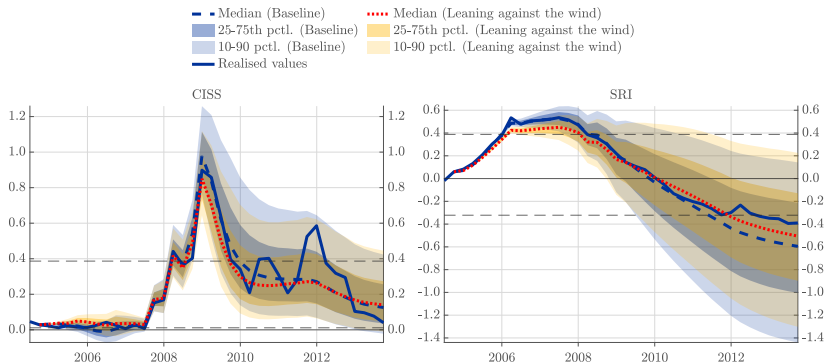 Median (Baseline) Median (Leaning against the wind)
25-75th pctl. (Baseline) 25-75th pctl. (Leaning against the wind)
10-90 pctl. (Baseline) 10-90 pctl. (Leaning against the wind)
Realised values
CISS
1.2 1.2
1.0 1.0
0.8 0.8
0.6 0.6
0.4 0.4
0.2 0.2
0.0 0.0
2006 2008 2010 2012
SRI
0.6 0.6
0.4 0.4
0.2 0.2
0.0 0.0
-0.2 -0.2
-0.4 -0.4
-0.6 -0.6
-0.8 -0.8
-1.0 -1.0
-1.2 -1.2
-1.4 -1.4
2006 2008 2010 2012